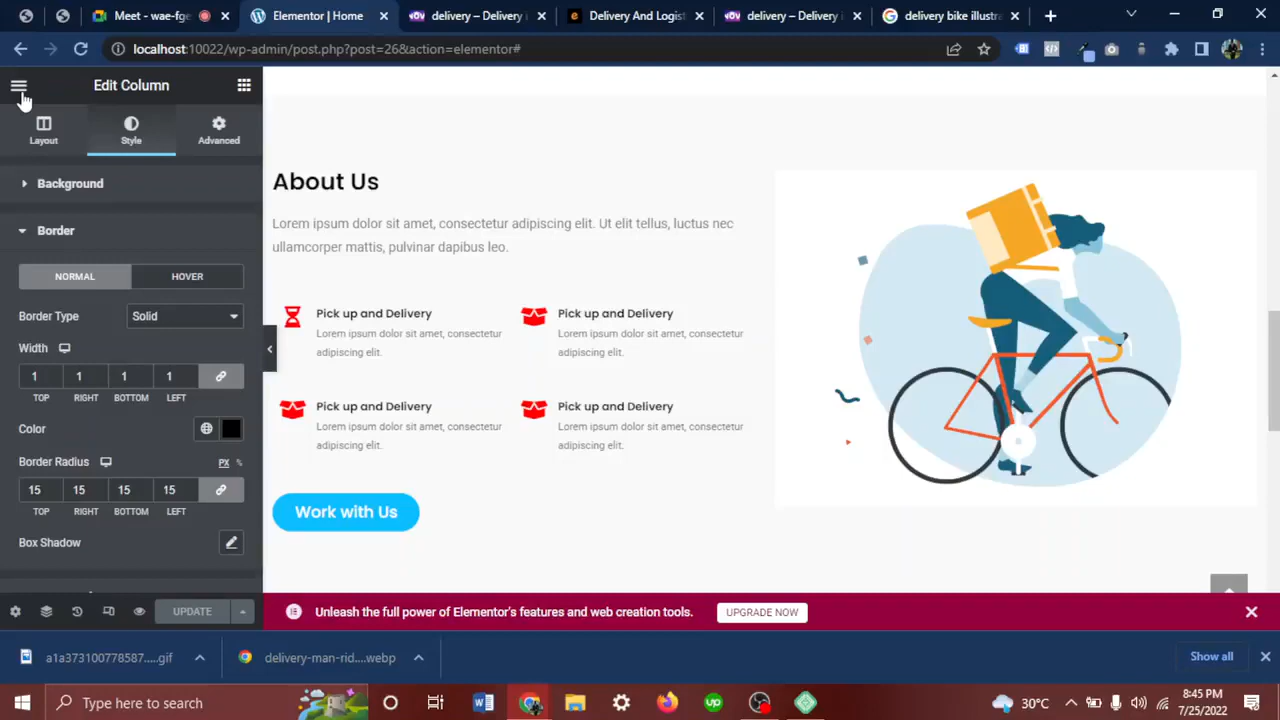 Meet - wae-fge
Elementor | Home
delivery – Delivery i
Delivery And Logist
delivery – Delivery i
delivery bike illustra
localhost:10022/wp-admin/post.php?post=26&action=elementor#
Edit Column
Layout
Style
Advanced
Background
Border
NORMAL
HOVER
Border Type
Solid
Width
1 1 1 1
TOP RIGHT BOTTOM LEFT
Color
Border Radius
PX %
15 15 15 15
TOP RIGHT BOTTOM LEFT
Box Shadow
UPDATE
About Us
Lorem ipsum dolor sit amet, consectetur adipiscing elit. Ut elit tellus, luctus nec
ullamcorper mattis, pulvinar dapibus leo.
Pick up and Delivery
Lorem ipsum dolor sit amet, consectetur
adipiscing elit.
Pick up and Delivery
Lorem ipsum dolor sit amet, consectetur
adipiscing elit.
Pick up and Delivery
Lorem ipsum dolor sit amet, consectetur
adipiscing elit.
Pick up and Delivery
Lorem ipsum dolor sit amet, consectetur
adipiscing elit.
Work with Us
Unleash the full power of Elementor's features and web creation tools.
UPGRADE NOW
a1a373100778587.....gif
delivery-man-rid....webp
Show all
Type here to search
30°C
8:45 PM
7/25/2022